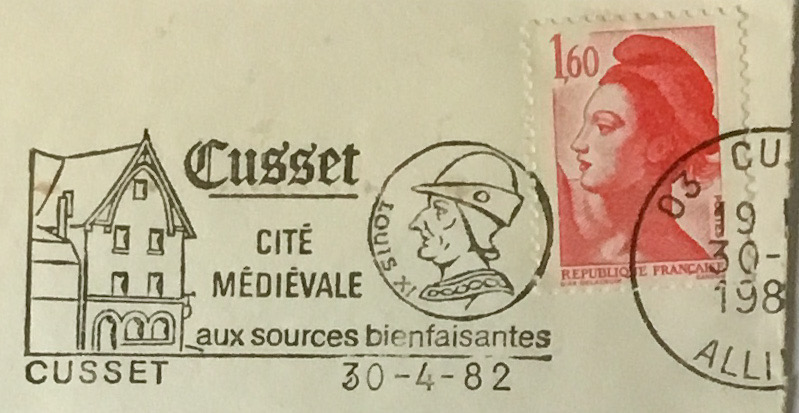 Cusset
CITÉ
MÉDIÉVALE
LOUIS XI
aux sources bienfaisantes
CUSSET
30-4-82
1,60
REPUBLIQUE FRANÇAISE
03 CU
19
30-
198
ALLI